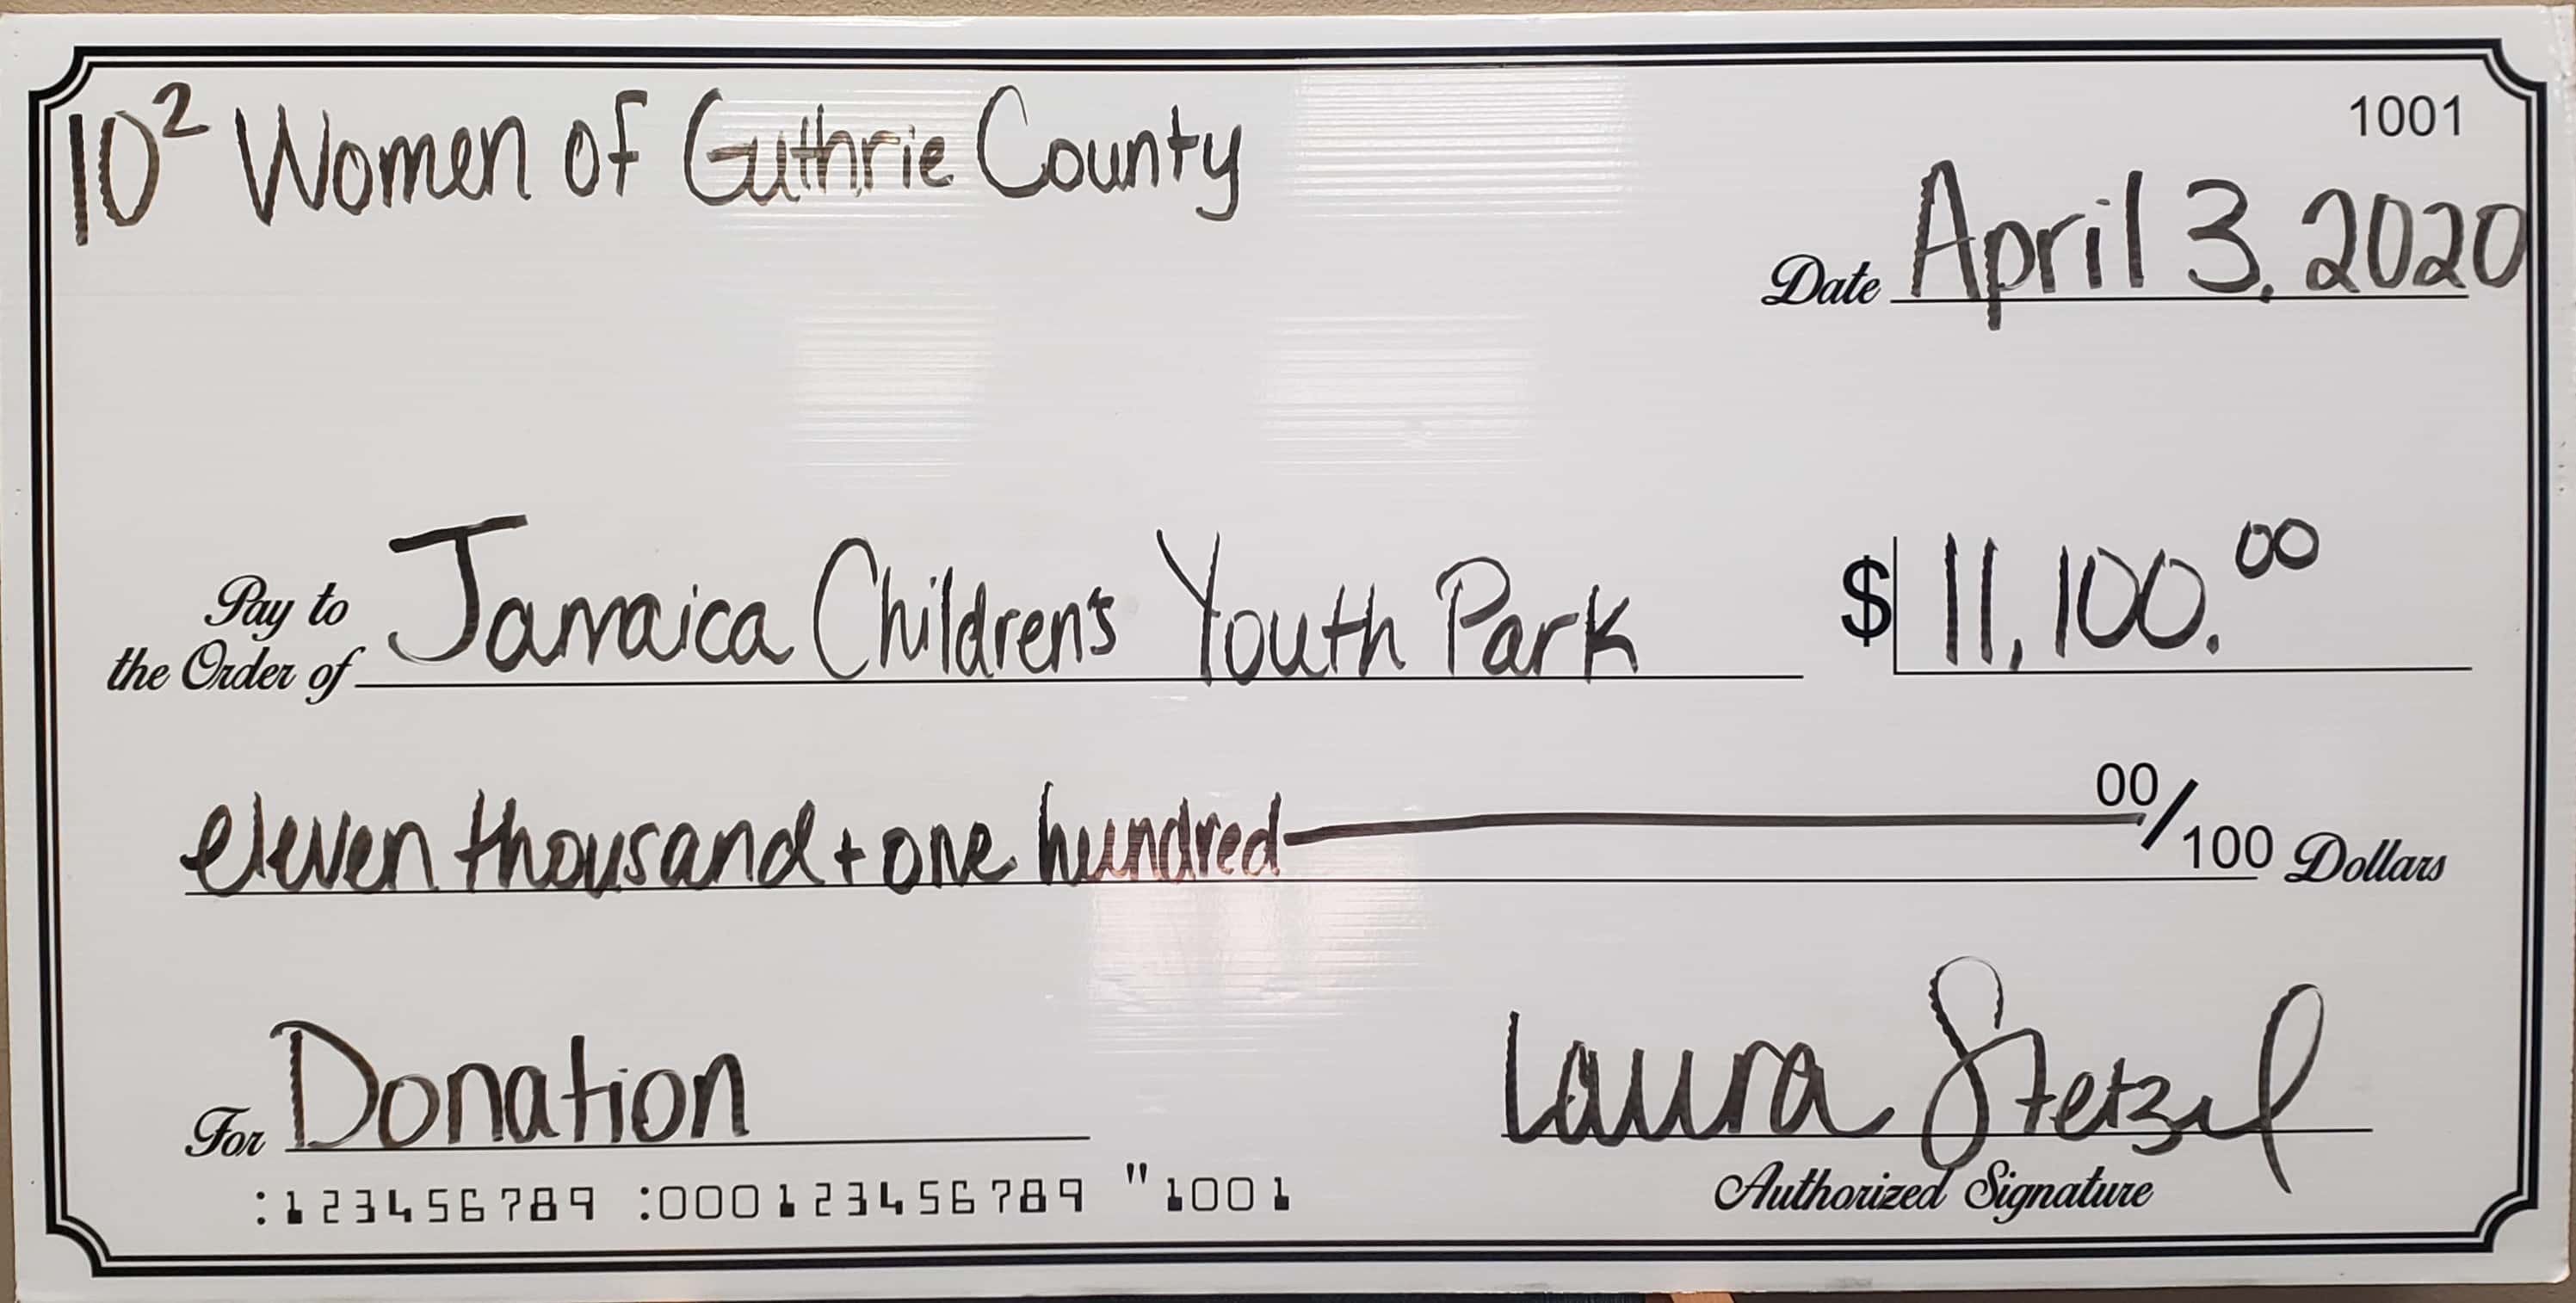 10² Women of Guthrie County
1001
Date April 3, 2020
Pay to
the Order of Jamaica Children's Youth Park $ 11,100.00
eleven thousand + one hundred 00/100 Dollars
For Donation Laura Stetzel
Authorized Signature
:123456789 :000123456789 "1001